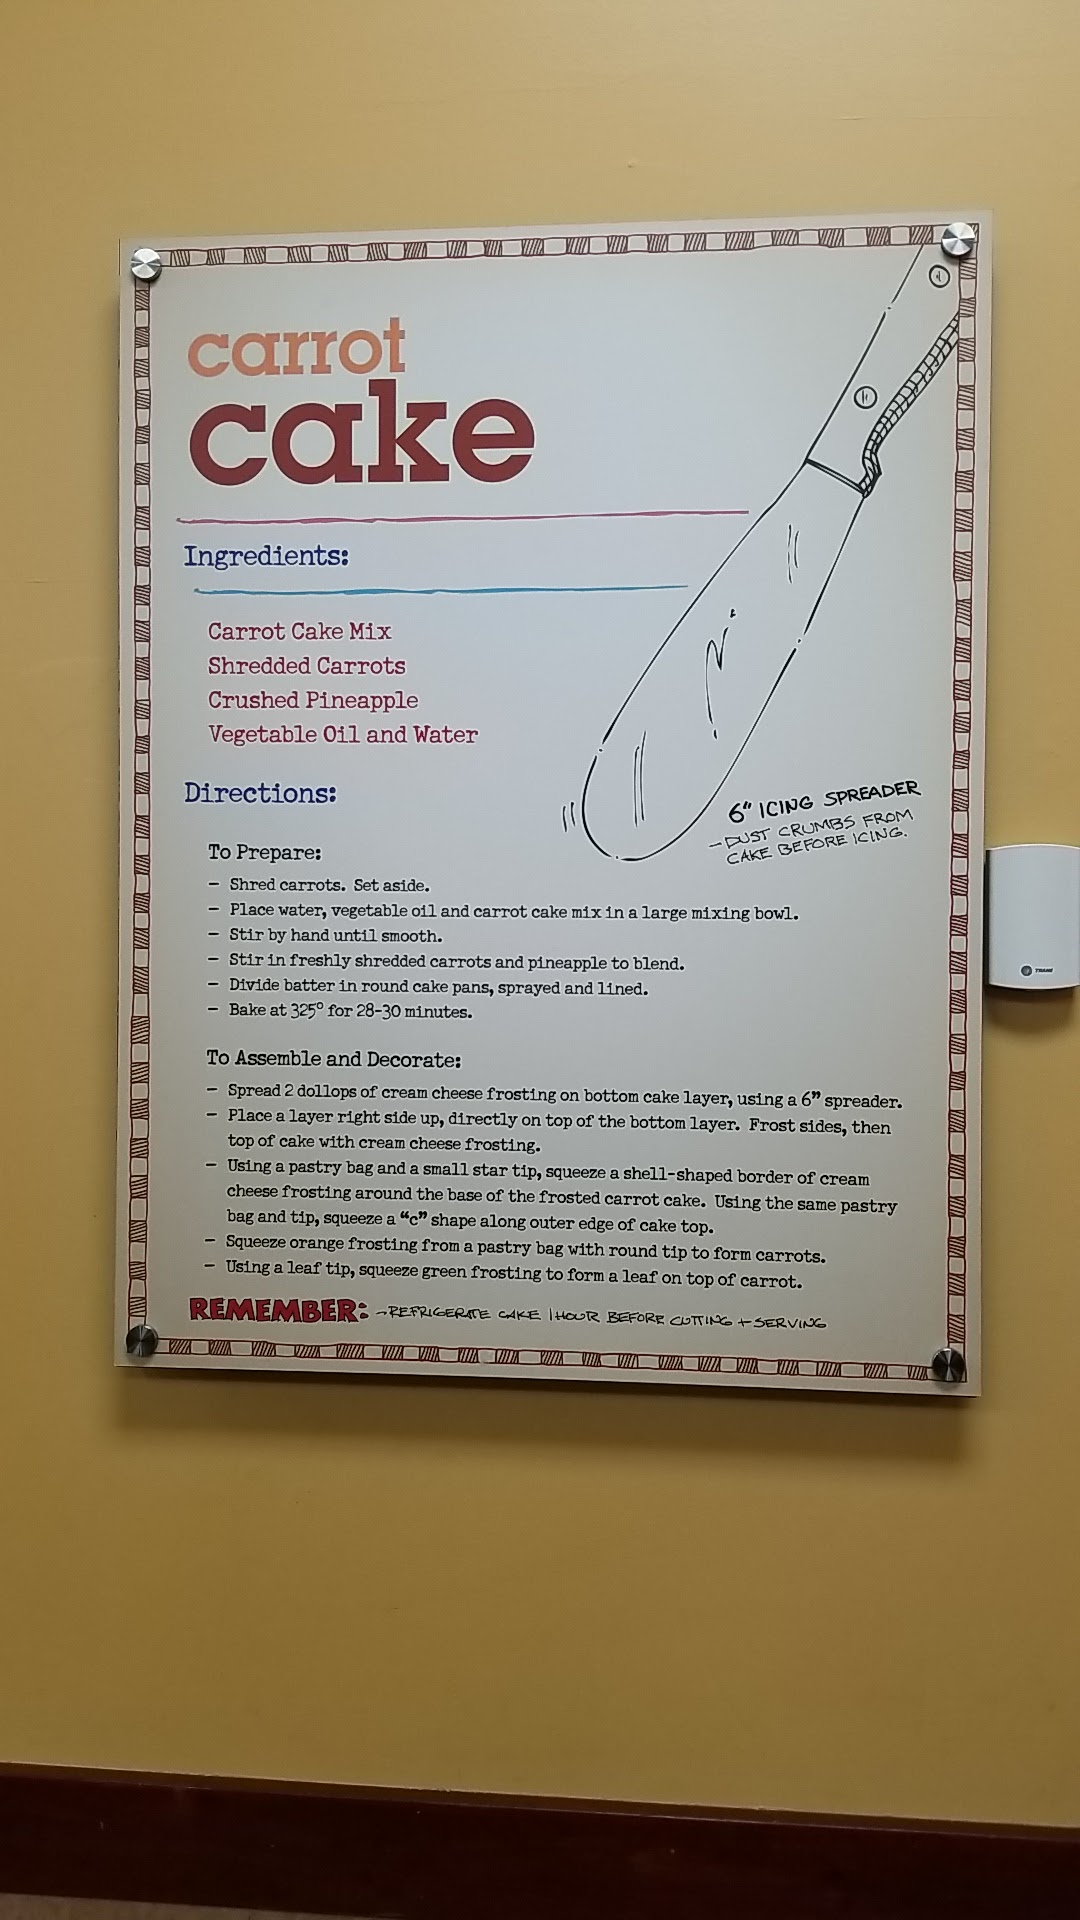 carrot
cake
Ingredients:
Carrot Cake Mix
Shredded Carrots
Crushed Pineapple
Vegetable Oil and Water
Directions:
6" ICING SPREADER
- DUST CRUMBS FROM
CAKE BEFORE ICING.
To Prepare:
- Shred carrots. Set aside.
- Place water, vegetable oil and carrot cake mix in a large mixing bowl.
- Stir by hand until smooth.
- Stir in freshly shredded carrots and pineapple to blend.
- Divide batter in round cake pans, sprayed and lined.
- Bake at 325° for 28-30 minutes.
TRANE
To Assemble and Decorate:
- Spread 2 dollops of cream cheese frosting on bottom cake layer, using a 6” spreader.
- Place a layer right side up, directly on top of the bottom layer. Frost sides, then
top of cake with cream cheese frosting.
- Using a pastry bag and a small star tip, squeeze a shell-shaped border of cream
cheese frosting around the base of the frosted carrot cake. Using the same pastry
bag and tip, squeeze a “c” shape along outer edge of cake top.
- Squeeze orange frosting from a pastry bag with round tip to form carrots.
- Using a leaf tip, squeeze green frosting to form a leaf on top of carrot.
REMEMBER: - REFRIGERATE CAKE 1 HOUR BEFORE CUTTING + SERVING